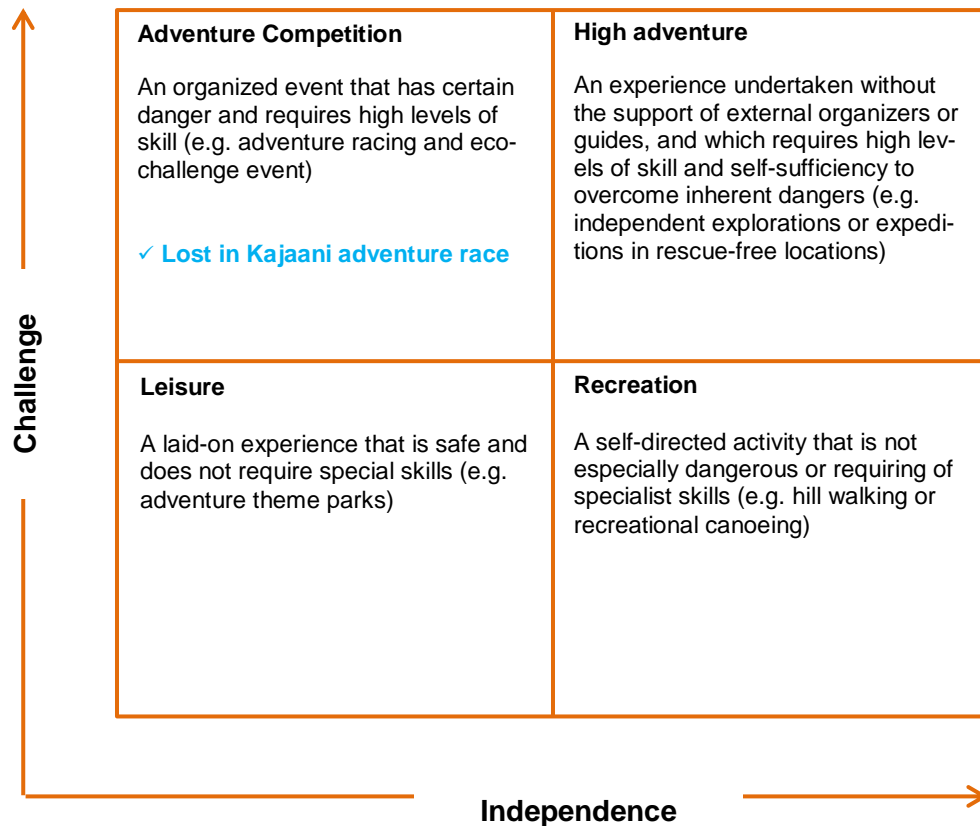 Adventure Competition
An organized event that has certain
danger and requires high levels of
skill (e.g. adventure racing and eco-
challenge event)
✓ Lost in Kajaani adventure race
High adventure
An experience undertaken without
the support of external organizers or
guides, and which requires high lev-
els of skill and self-sufficiency to
overcome inherent dangers (e.g.
independent explorations or expedi-
tions in rescue-free locations)
Challenge
Leisure
A laid-on experience that is safe and
does not require special skills (e.g.
adventure theme parks)
Recreation
A self-directed activity that is not
especially dangerous or requiring of
specialist skills (e.g. hill walking or
recreational canoeing)
Independence